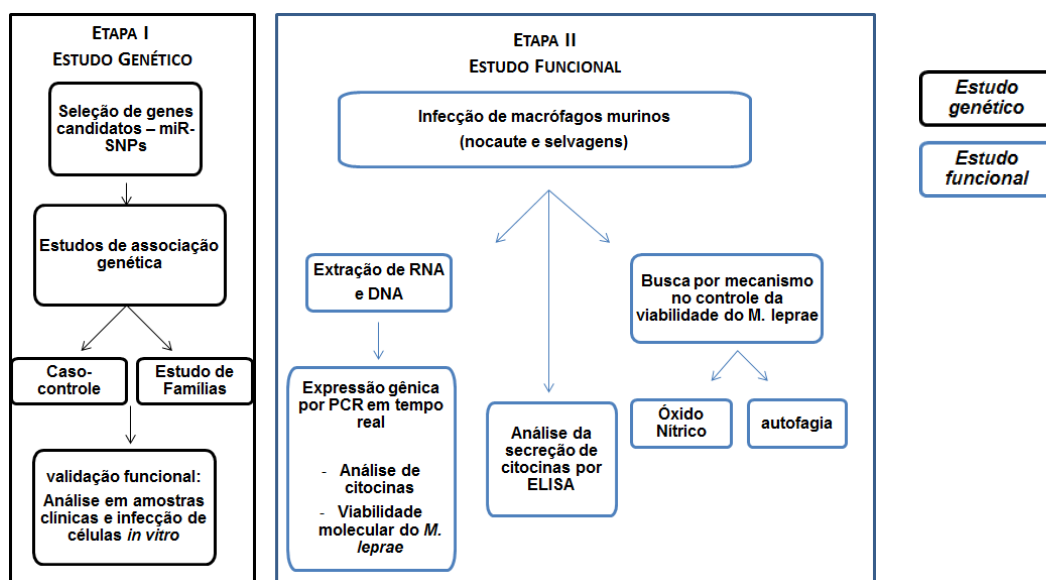 ETAPA I
ESTUDO GENÉTICO
Seleção de genes
candidatos – miR-
SNPs
Estudos de associação
genética
Caso-
controle
Estudo de
Famílias
validação funcional:
Análise em amostras
clínicas e infecção de
células in vitro
ETAPA II
ESTUDO FUNCIONAL
Infecção de macrófagos murinos
(nocaute e selvagens)
Extração de RNA
e DNA
Expressão gênica
por PCR em tempo
real
- Análise de
citocinas
- Viabilidade
molecular do M.
leprae
Análise da
secreção de
citocinas por
ELISA
Busca por mecanismo
no controle da
viabilidade do M. leprae
Óxido
Nítrico
autofagia
Estudo
genético
Estudo
funcional